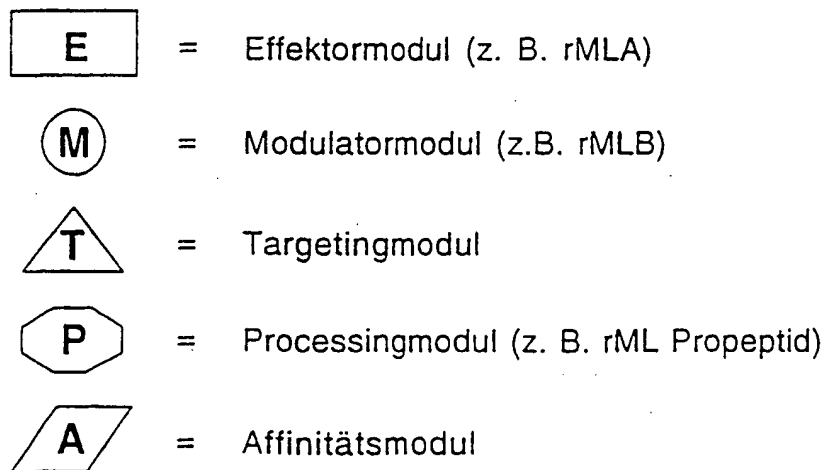 E = Effektormodul (z. B. rMLA)
M = Modulatormodul (z.B. rMLB)
T = Targetingmodul
P = Processingmodul (z. B. rML Propeptid)
A = Affinitätsmodul